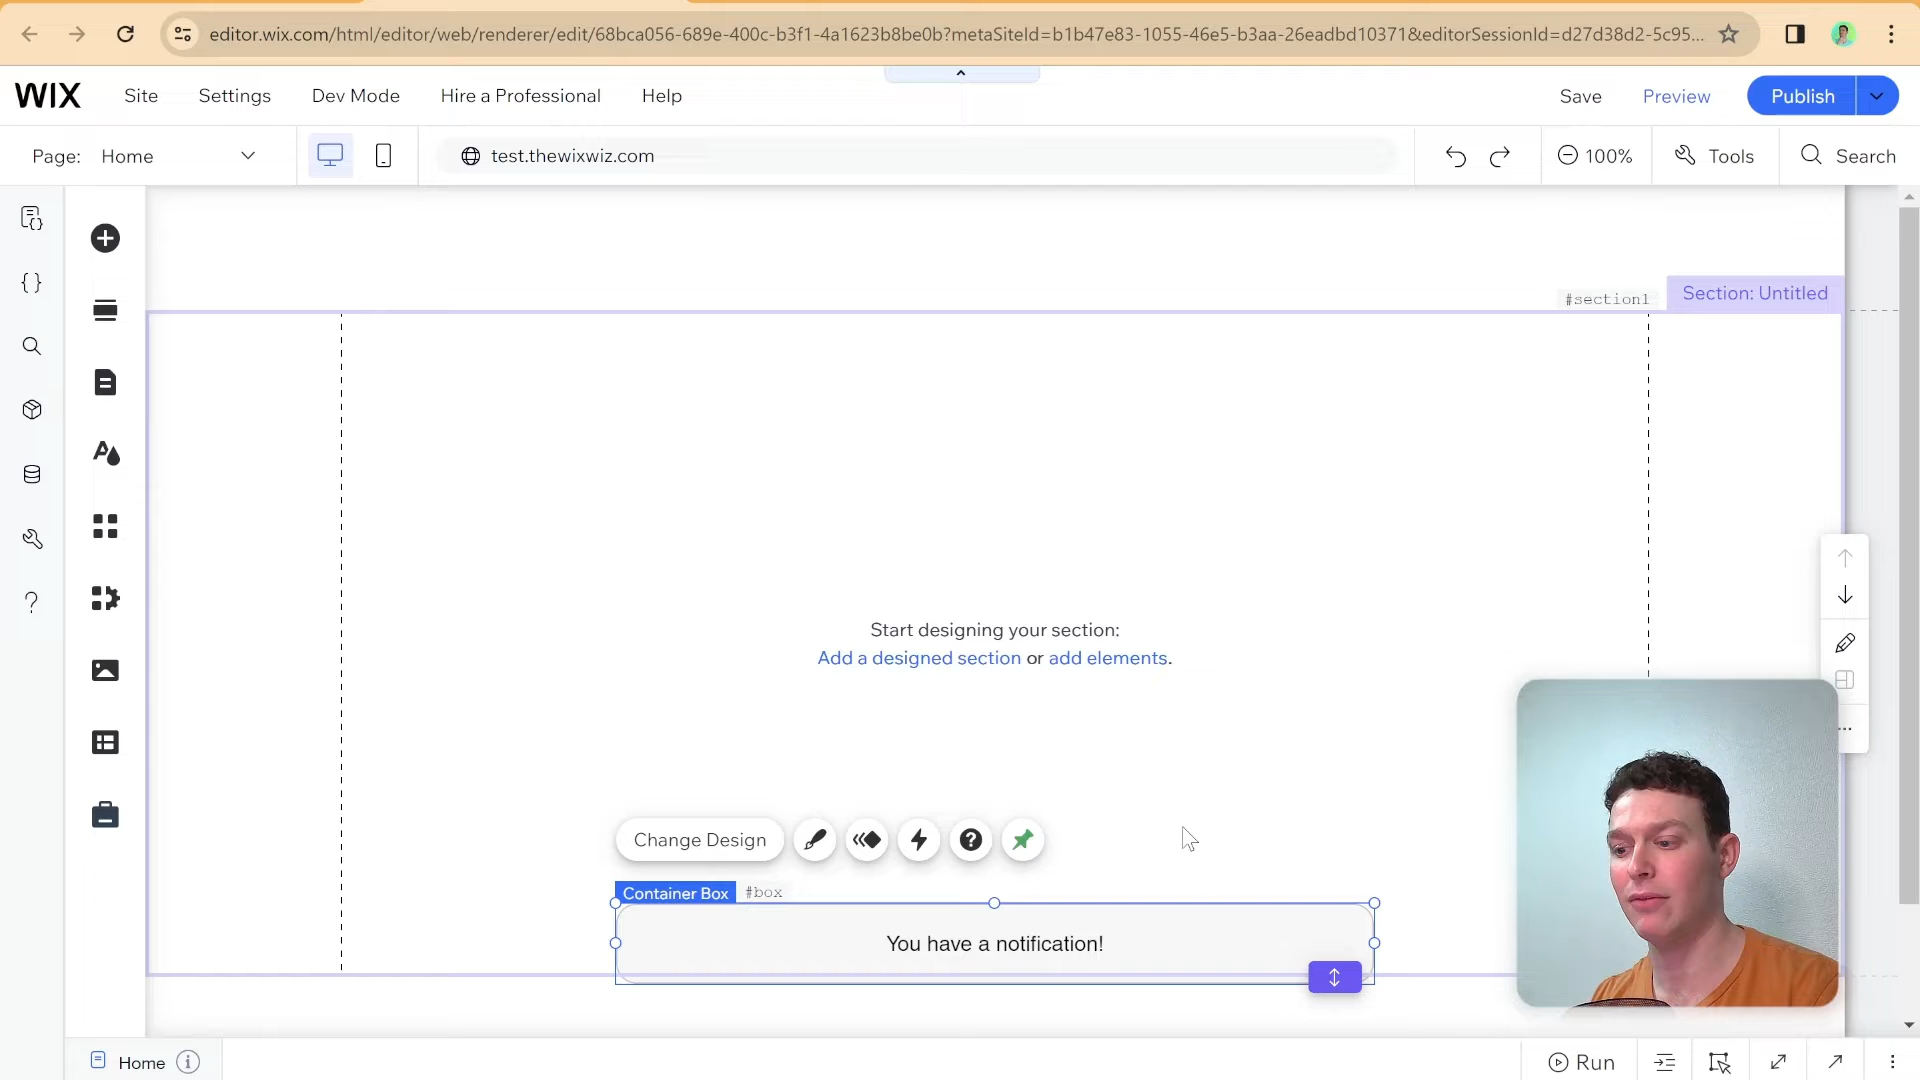 editor.wix.com/html/editor/web/renderer/edit/68bca056-689e-400c-b3f1-4a1623b8be0b?metaSiteId=b1b47e83-1055-46e5-b3aa-26eadbd10371&editorSessionId=d27d38d2-5c95...
WIX Site Settings Dev Mode Hire a Professional Help Save Preview Publish
Page: Home test.thewixwiz.com 100% Tools Search
#section1 Section: Untitled
Start designing your section:
Add a designed section or add elements.
Change Design
Container Box #box
You have a notification!
Home Run